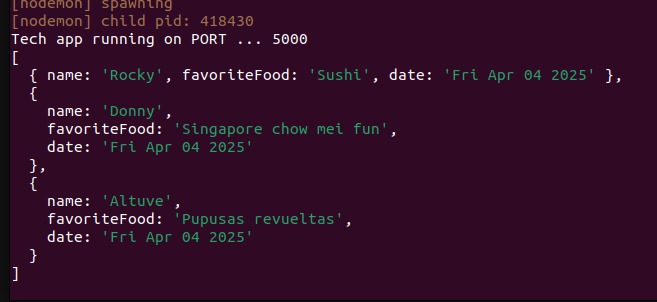 [nodemon] spawning
[nodemon] child pid: 418430
Tech app running on PORT ... 5000
[
  { name: 'Rocky', favoriteFood: 'Sushi', date: 'Fri Apr 04 2025' },
  {
    name: 'Donny',
    favoriteFood: 'Singapore chow mei fun',
    date: 'Fri Apr 04 2025'
  },
  {
    name: 'Altuve',
    favoriteFood: 'Pupusas revueltas',
    date: 'Fri Apr 04 2025'
  }
]